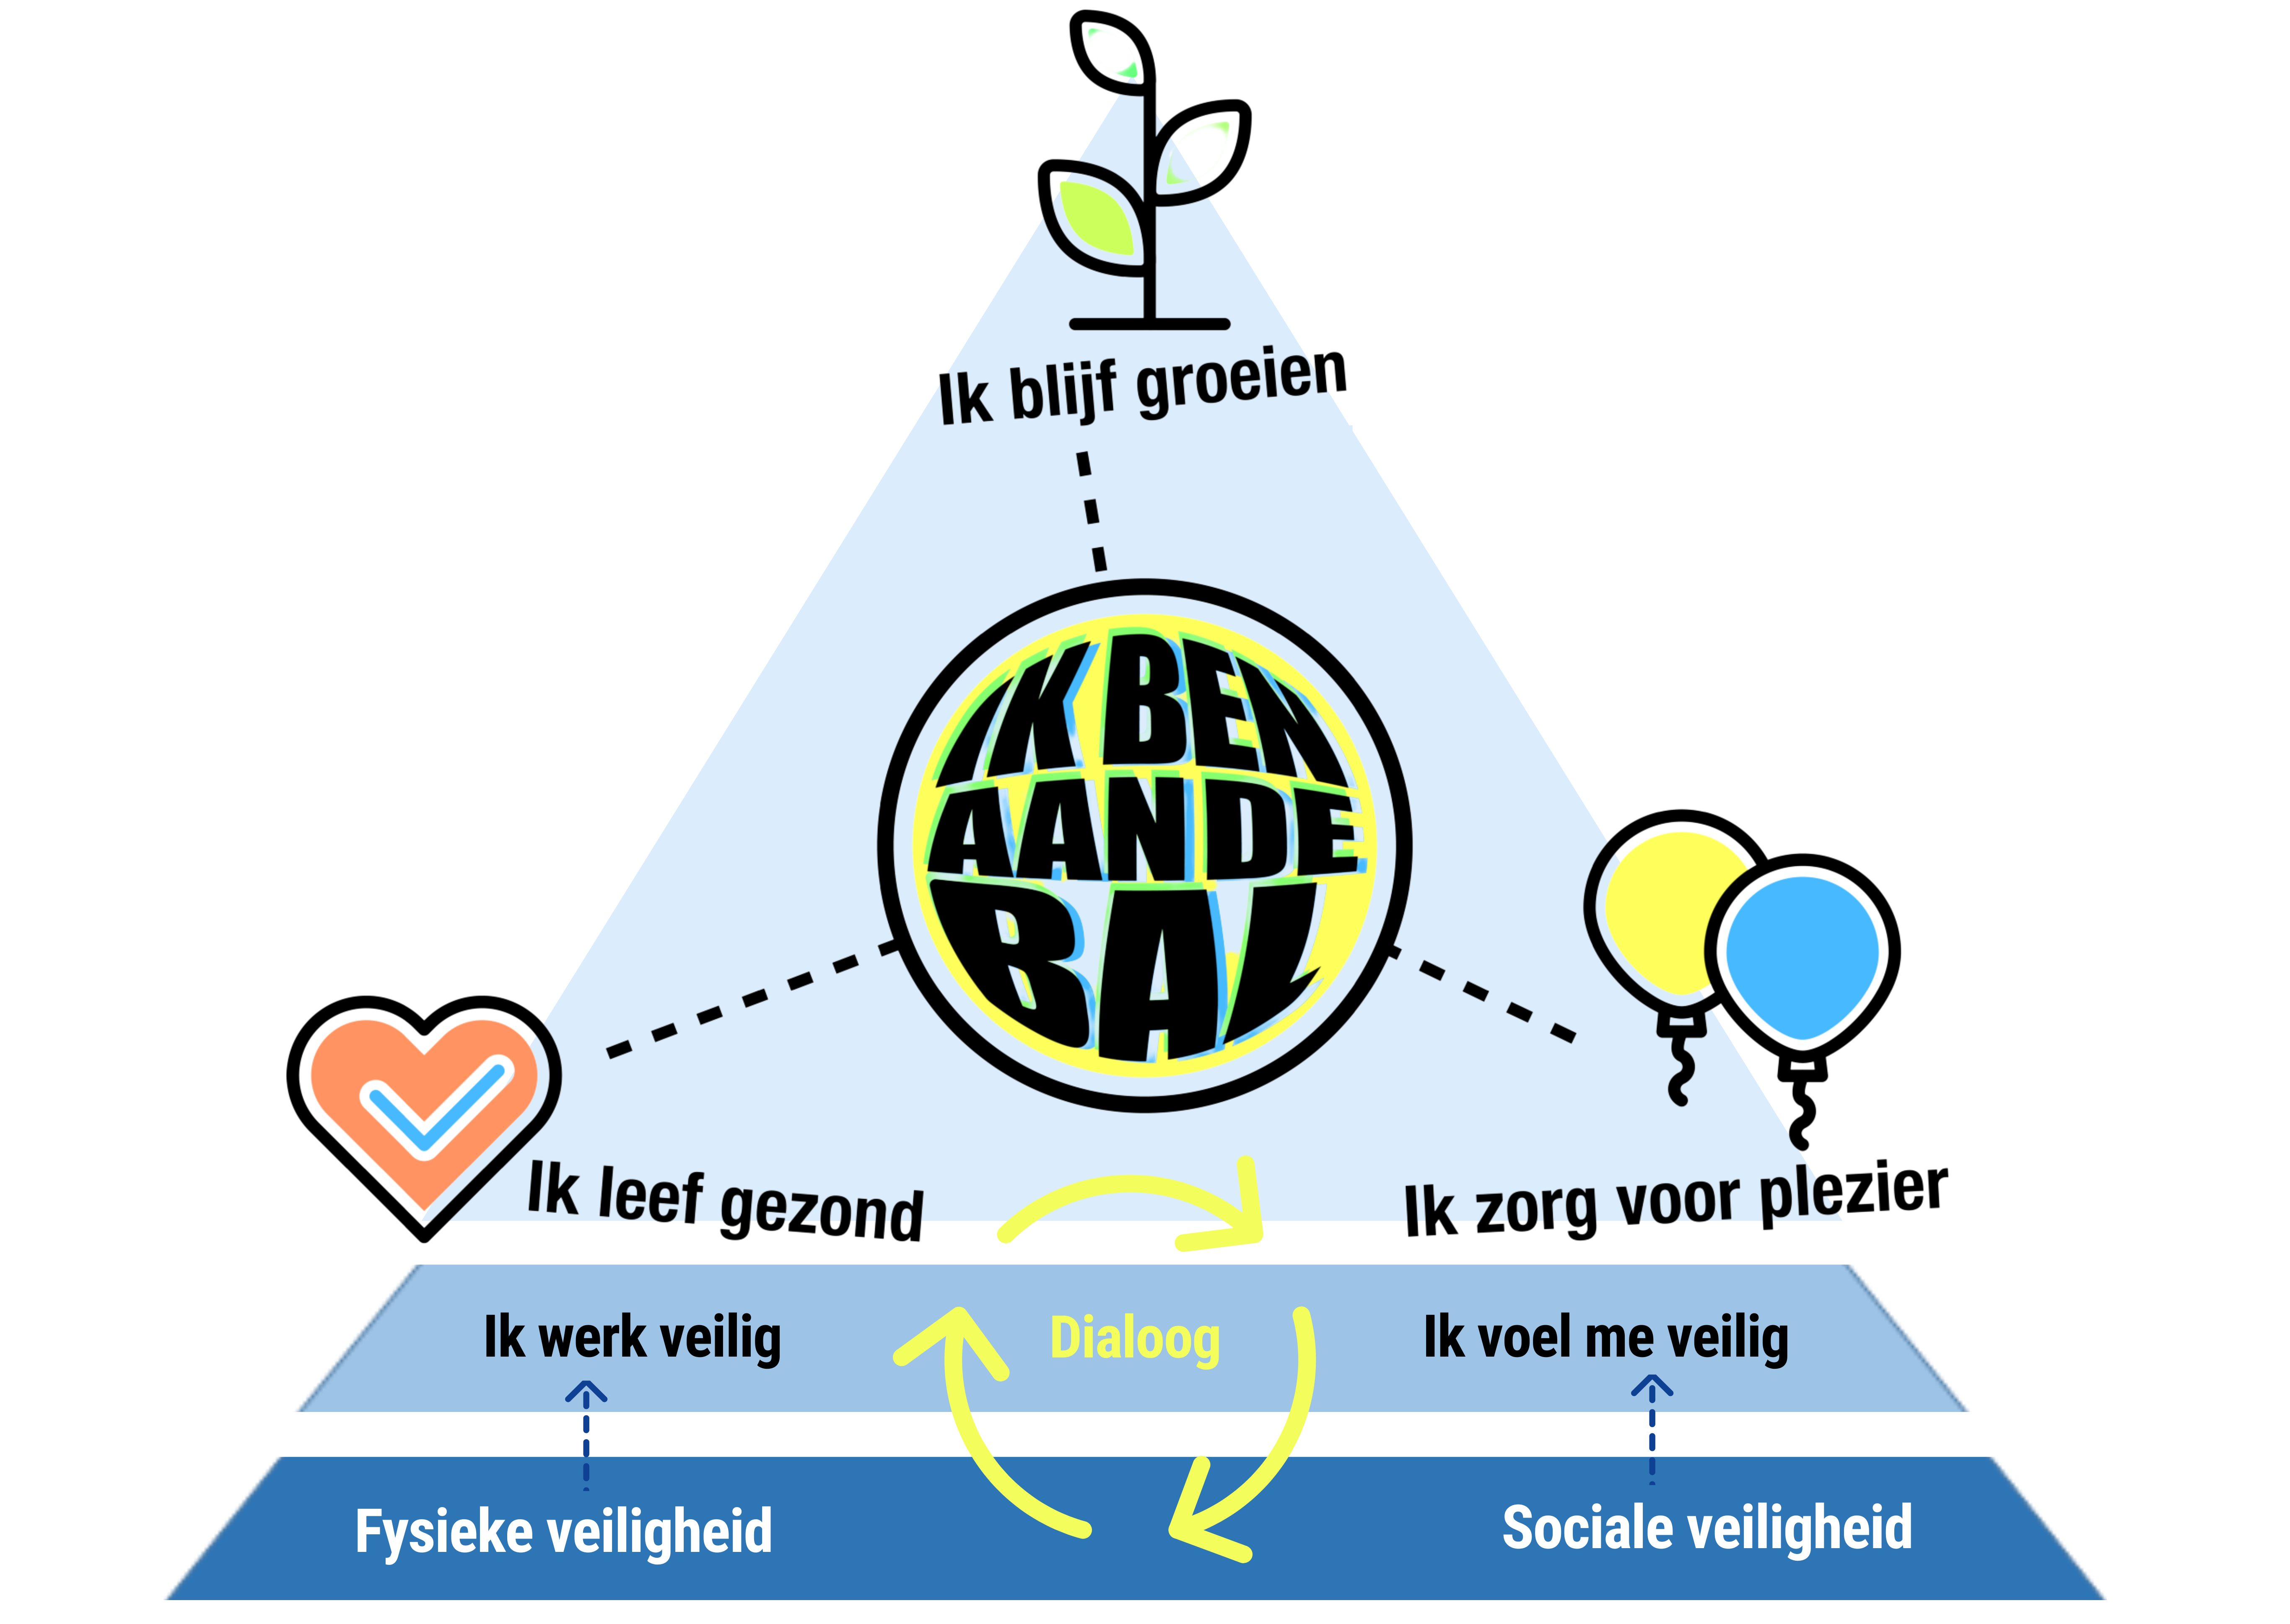 Ik blijf groeien
IK BEN
AAN DE
BAL
Ik leef gezond
Ik zorg voor plezier
Ik werk veilig
Dialoog
Ik voel me veilig
Fysieke veiligheid
Sociale veiligheid